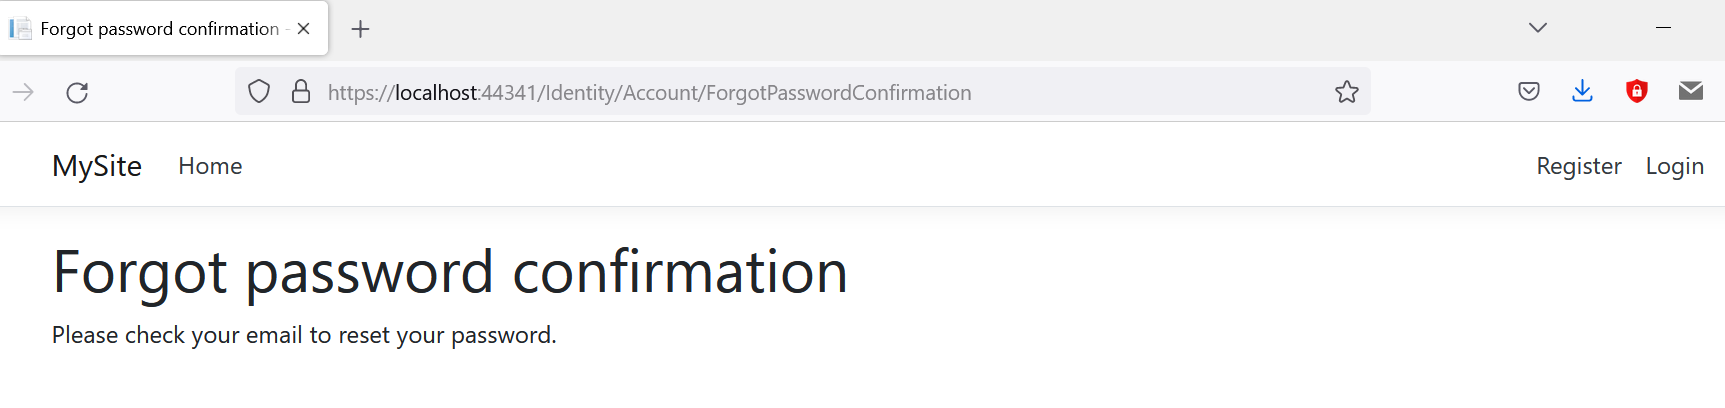 Forgot password confirmation -
https://localhost:44341/Identity/Account/ForgotPasswordConfirmation
MySite Home Register Login
Forgot password confirmation
Please check your email to reset your password.